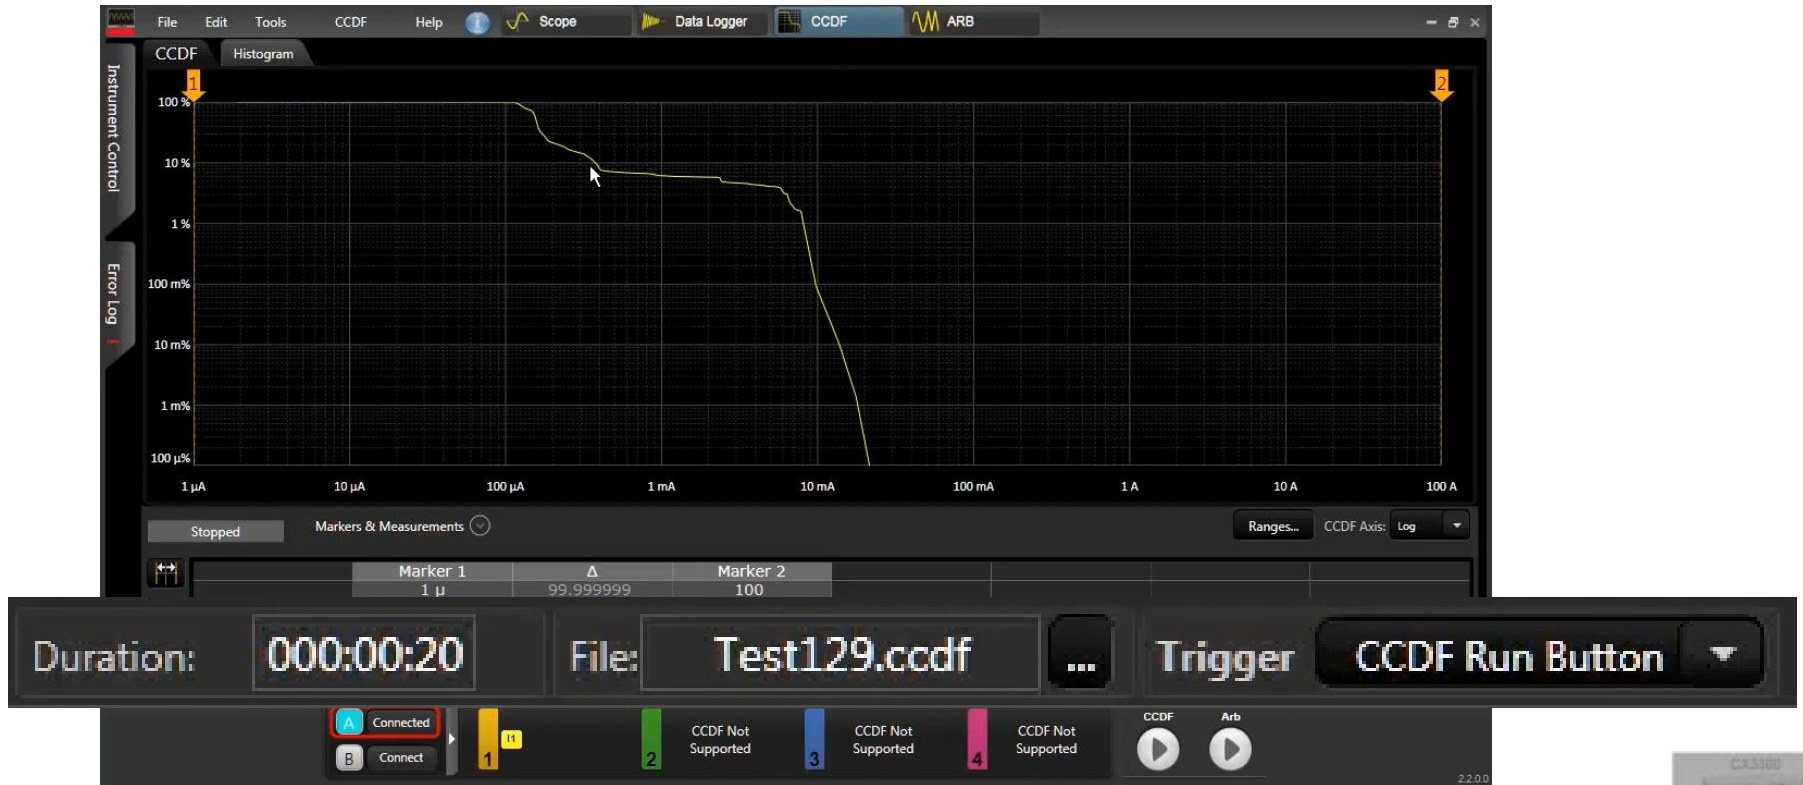 File Edit Tools CCDF Help Scope Data Logger CCDF ARB
CCDF Histogram
Instrument Control
Error Log
1
2
100 %
10 %
1 %
100 m%
10 m%
1 m%
100 µ%
1 µA 10 µA 100 µA 1 mA 10 mA 100 mA 1 A 10 A 100 A
Stopped Markers & Measurements Ranges... CCDF Axis: Log
Marker 1 Δ Marker 2
1 µ 99.999999 100
Duration: 000:00:20 File: Test129.ccdf ... Trigger CCDF Run Button
A Connected
B Connect
1 I1
2 CCDF Not
Supported
3 CCDF Not
Supported
4 CCDF Not
Supported
CCDF Arb
2.2.0.0
CX3300